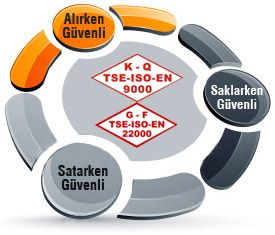 Alırken
Güvenli
K - Q
TSE-ISO-EN
9000
G - F
TSE-ISO-EN
22000
Saklarken
Güvenli
Satarken
Güvenli